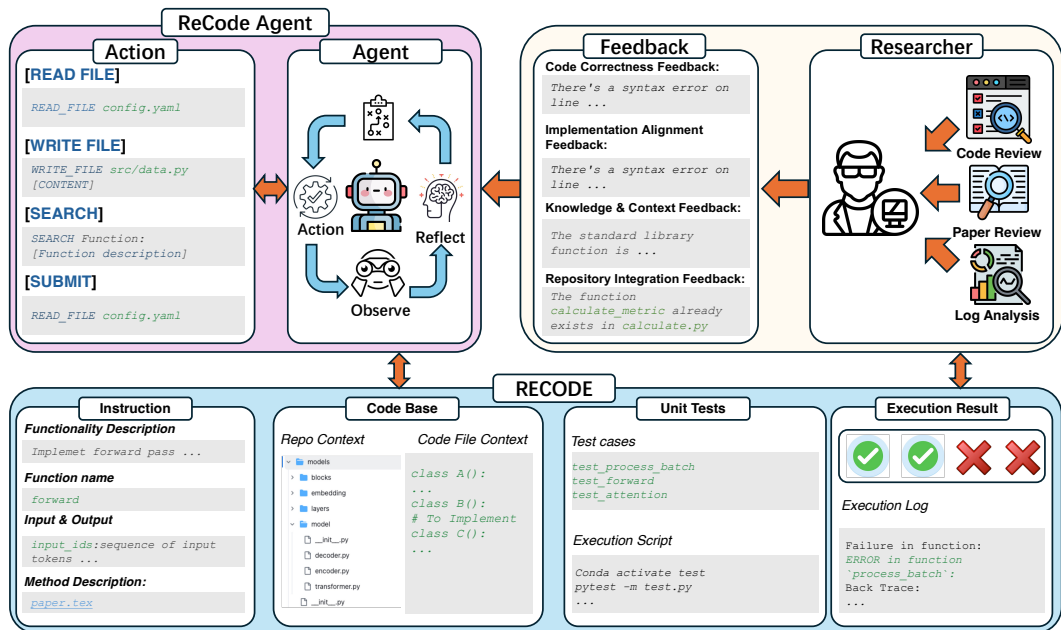 ReCode Agent
Action
[READ FILE]
READ_FILE config.yaml
[WRITE FILE]
WRITE_FILE src/data.py
[CONTENT]
[SEARCH]
SEARCH Function:
[Function description]
[SUBMIT]
READ_FILE config.yaml
Agent
Action
Reflect
Observe
Feedback
Code Correctness Feedback:
There's a syntax error on
line ...
Implementation Alignment
Feedback:
There's a syntax error on
line ...
Knowledge & Context Feedback:
The standard library
function is ...
Repository Integration Feedback:
The function
calculate_metric already
exists in calculate.py
Researcher
Code Review
Paper Review
Log Analysis
RECODE
Instruction
Functionality Description
Implemet forward pass ...
Function name
forward
Input & Output
input_ids:sequence of input
tokens ...
Method Description:
paper.tex
Code Base
Repo Context
models
blocks
embedding
layers
model
__init__.py
decoder.py
encoder.py
transformer.py
__init__.py
Code File Context
class A():
...
class B():
# To Implement
class C():
...
Unit Tests
Test cases
test_process_batch
test_forward
test_attention
Execution Script
Conda activate test
pytest -m test.py
...
Execution Result
Execution Log
Failure in function:
ERROR in function
`process_batch`:
Back Trace:
...